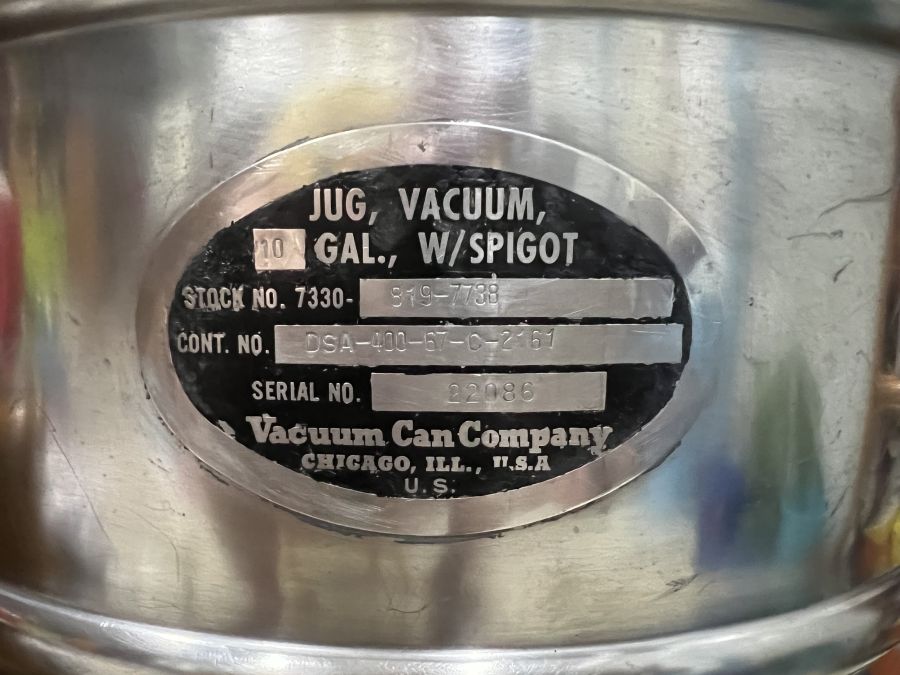 JUG, VACUUM,
10 GAL., W/SPIGOT
STOCK NO. 7330- 819-7738
CONT. NO. DSA-400-67-C-2161
SERIAL NO. 22086
Vacuum Can Company
CHICAGO, ILL., U.S.A
U.S.